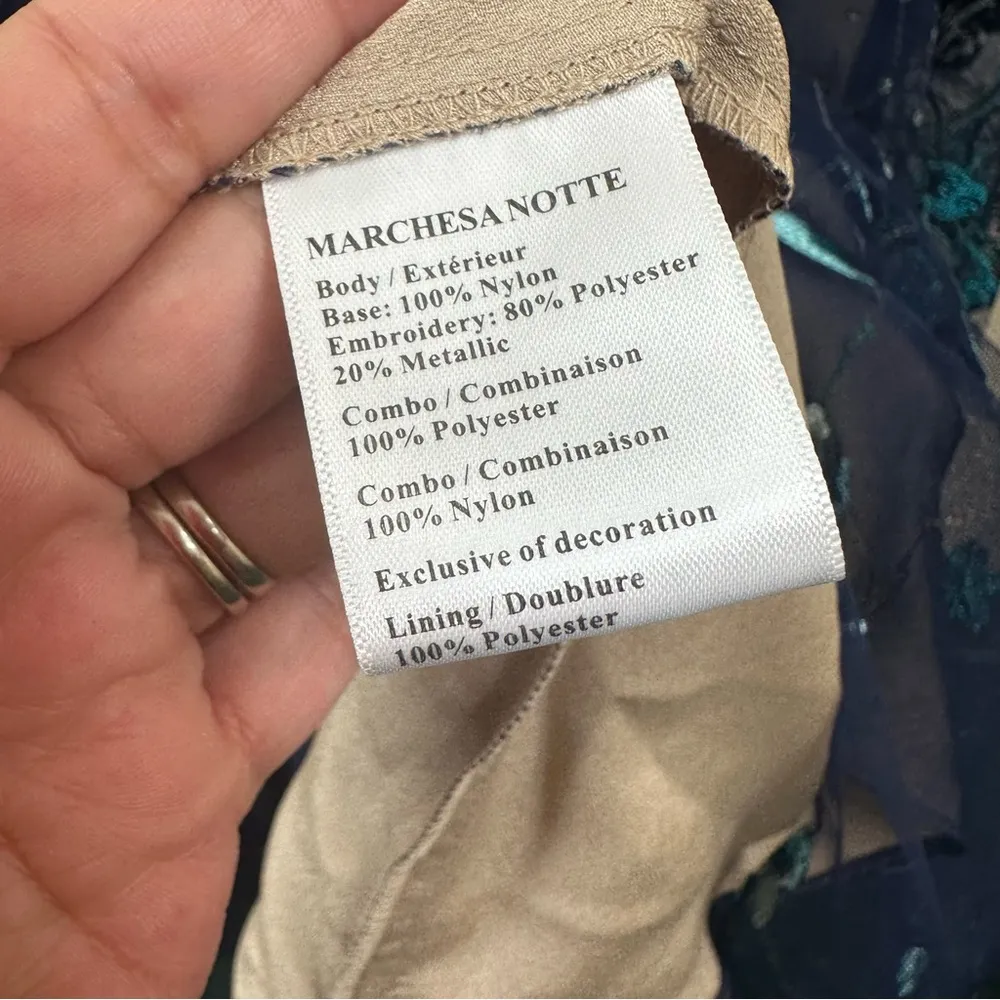 MARCHESA NOTTE
Body / Extérieur
Base: 100% Nylon
Embroidery: 80% Polyester
20% Metallic
Combo / Combinaison
100% Polyester
Combo / Combinaison
100% Nylon
Exclusive of decoration
Lining / Doublure
100% Polyester